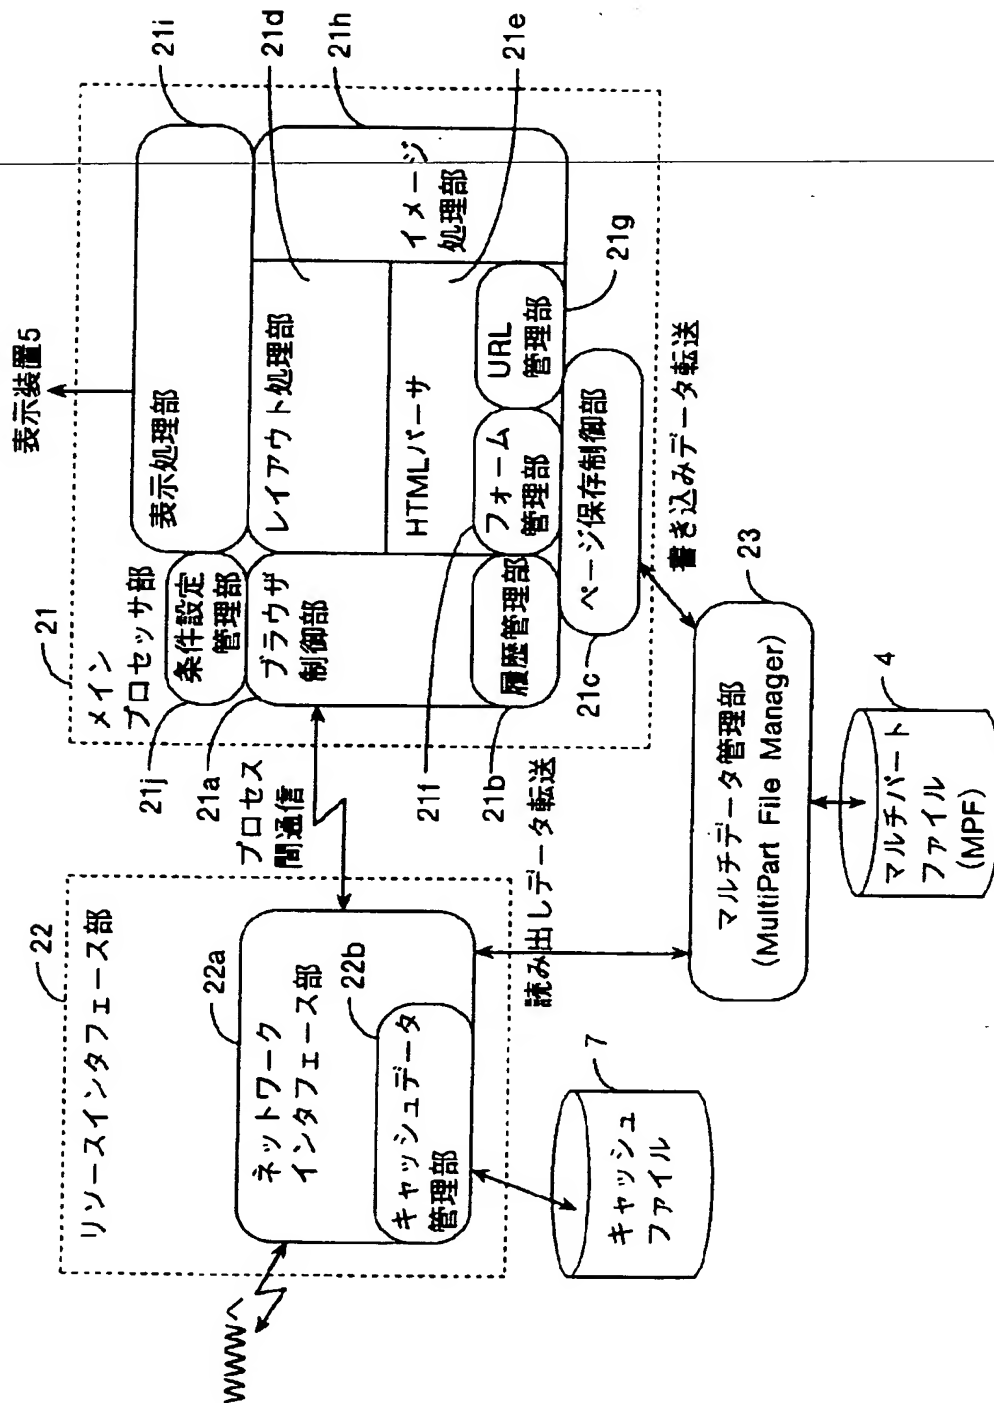 WWWへ
22
リソースインタフェース部
22a
ネットワーク
インタフェース部
22b
キャッシュデータ
管理部
7
キャッシュ
ファイル
プロセス
間通信
読み出しデータ転送
21
メイン
プロセッサ部
21j
条件設定
管理部
21a
ブラウザ
制御部
21b
履歴管理部
表示装置5
21i
表示処理部
21d
レイアウト処理部
21h
イメージ
処理部
21e
HTMLパーサ
21f
フォーム
管理部
21g
URL
管理部
21c
ページ保存制御部
書き込みデータ転送
23
マルチデータ管理部
(MultiPart File Manager)
4
マルチパート
ファイル
(MPF)